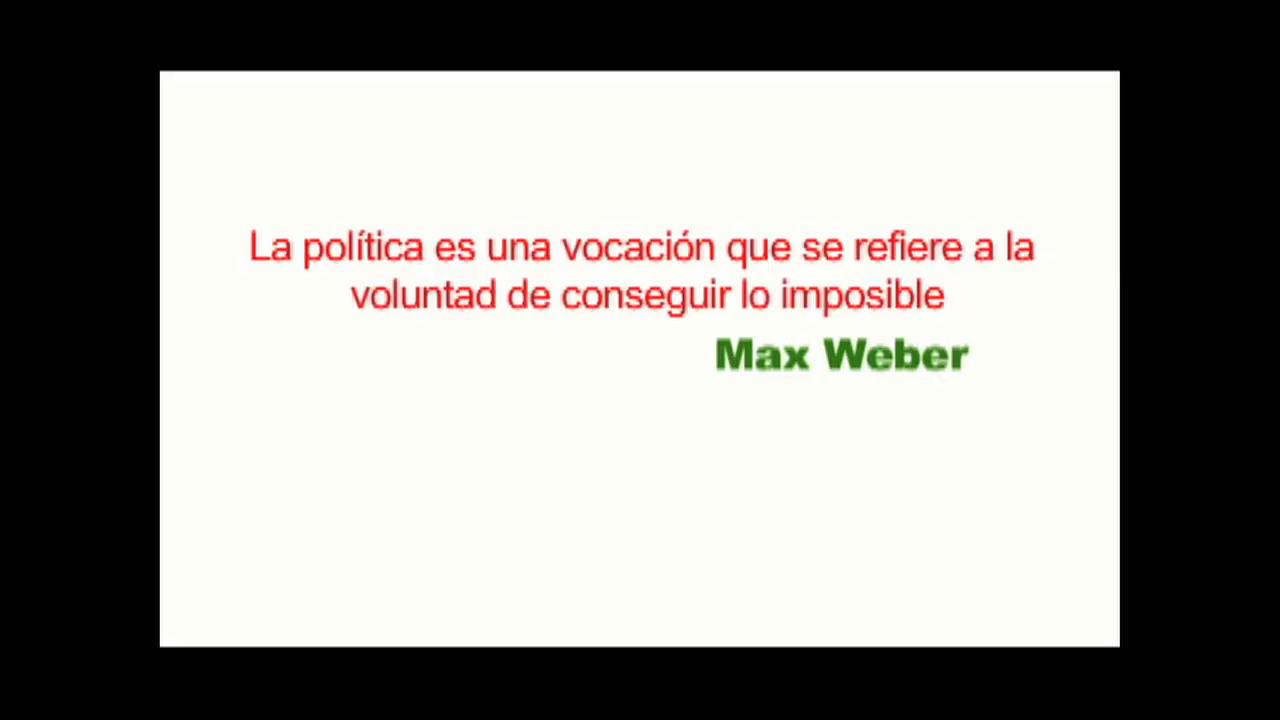 La política es una vocación que se refiere a la
voluntad de conseguir lo imposible
Max Weber